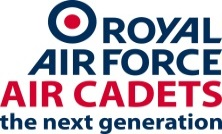 ROYAL
AIR FORCE
AIR CADETS
the next generation